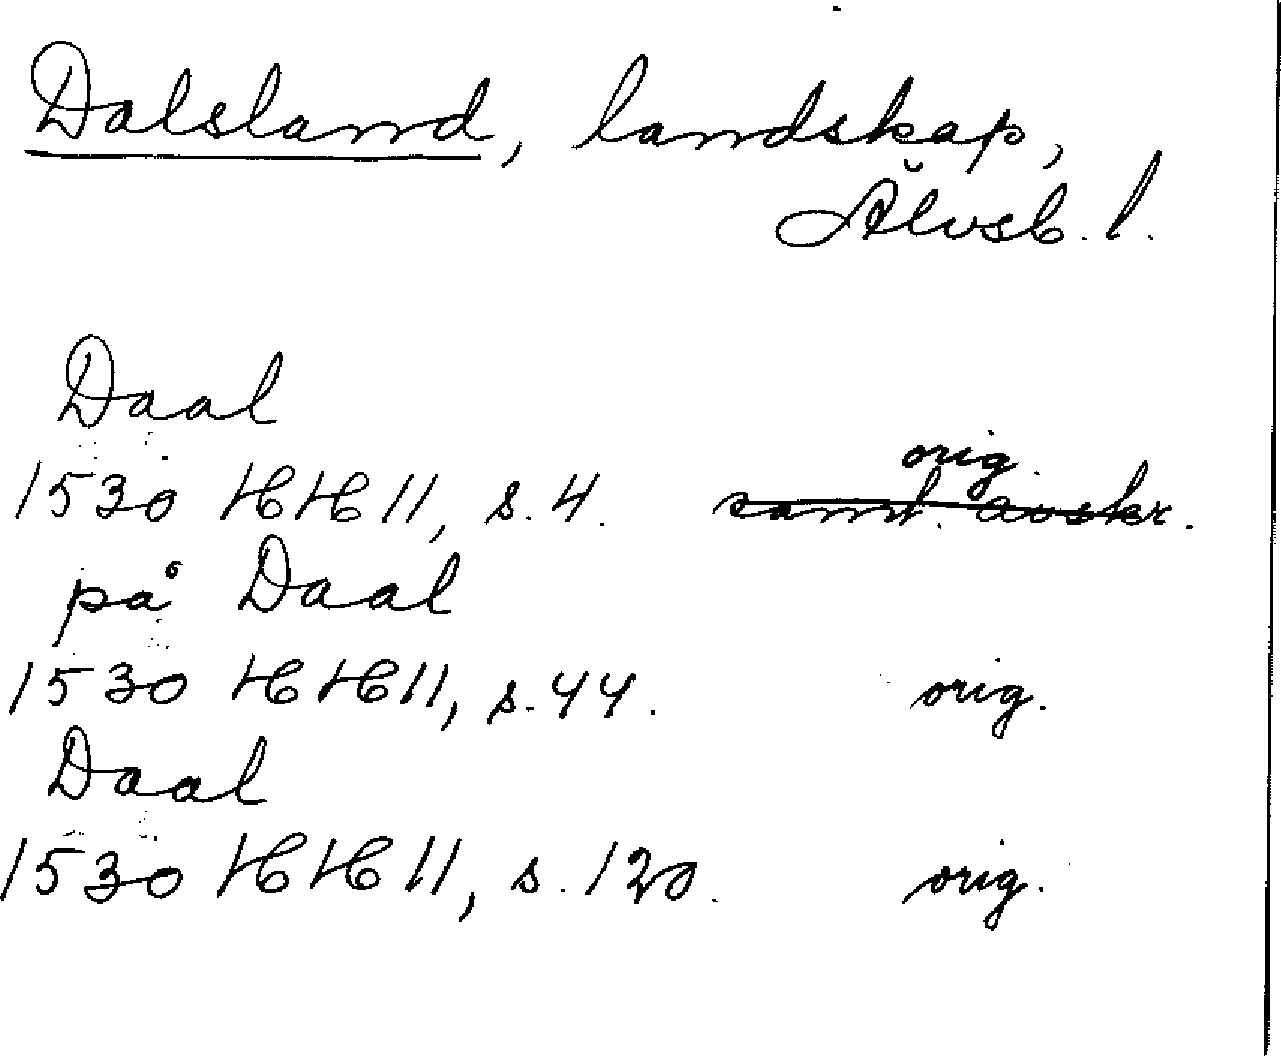 Dalsland, landskap,
Älvsb. l.
Daal
1530 HH 11, s. 4. orig.
samt. avskr.
på Daal
1530 HH 11, s. 44. orig.
Daal
1530 HH 11, s. 120. orig.